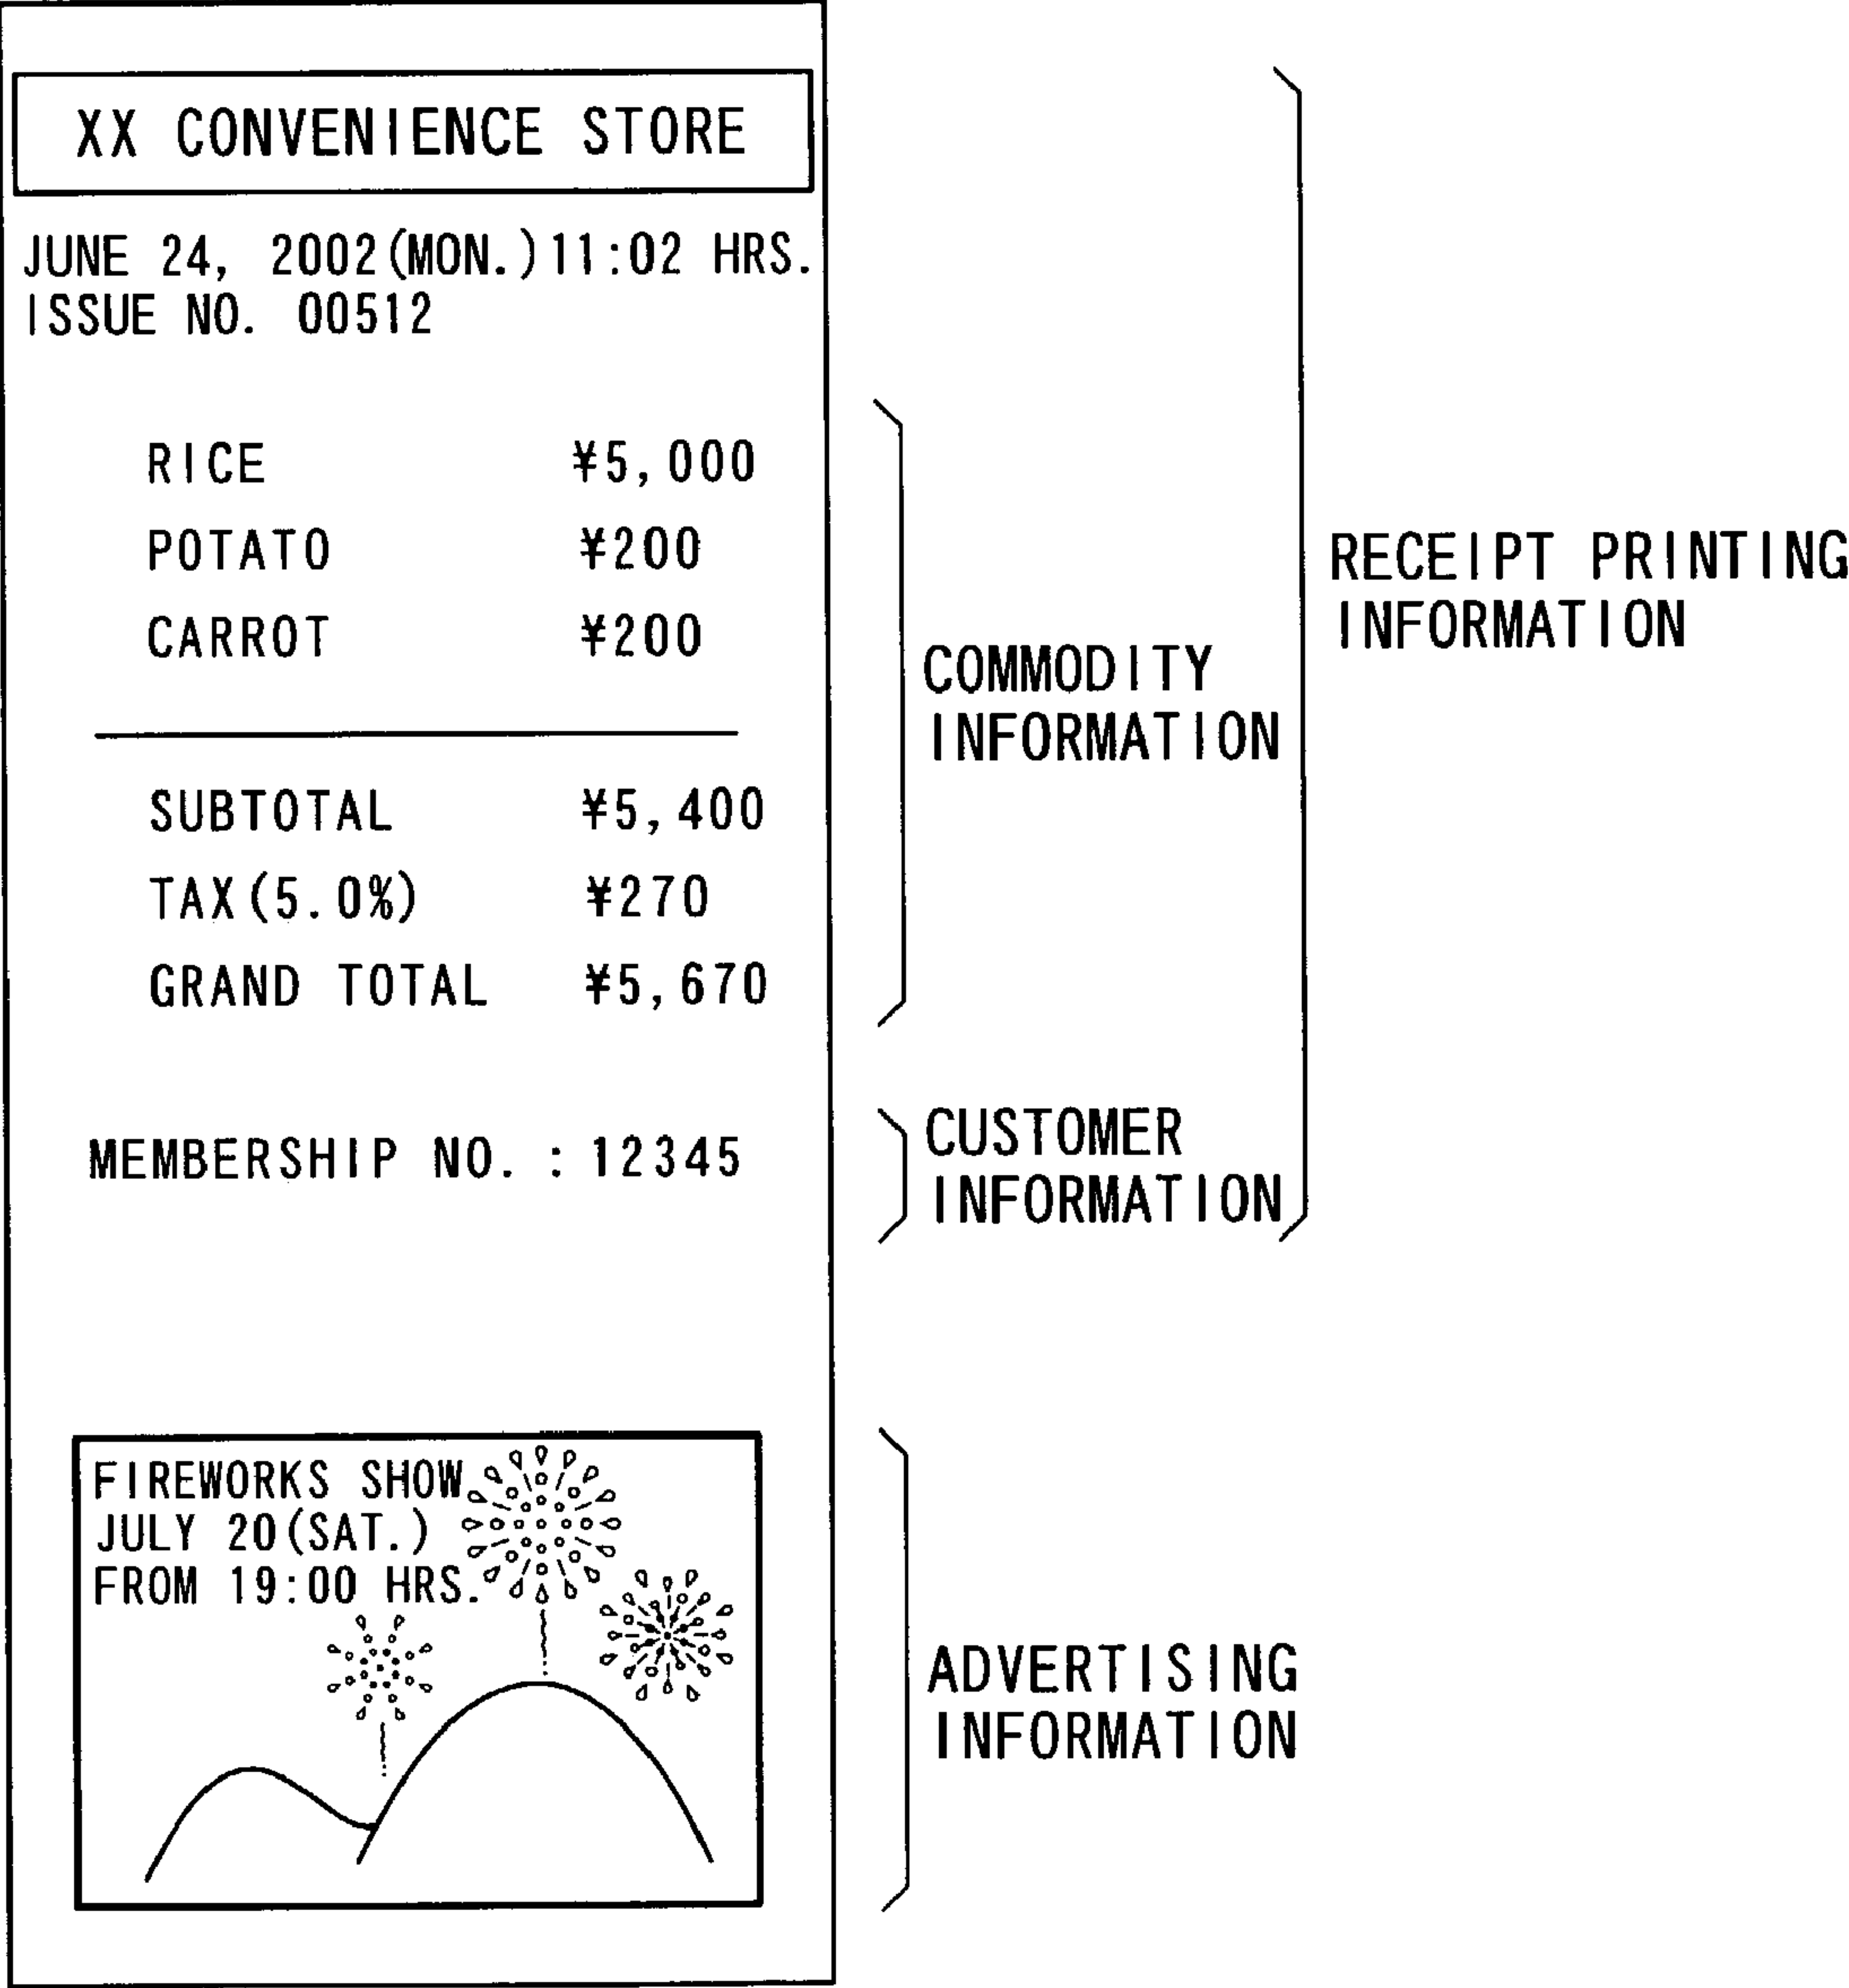 XX CONVENIENCE STORE
JUNE 24, 2002(MON.)11:02 HRS.
ISSUE NO. 00512
RICE ¥5,000
POTATO ¥200
CARROT ¥200
SUBTOTAL ¥5,400
TAX(5.0%) ¥270
GRAND TOTAL ¥5,670
MEMBERSHIP NO. : 12345
FIREWORKS SHOW
JULY 20(SAT.)
FROM 19:00 HRS.
COMMODITY
INFORMATION
CUSTOMER
INFORMATION
ADVERTISING
INFORMATION
RECEIPT PRINTING
INFORMATION